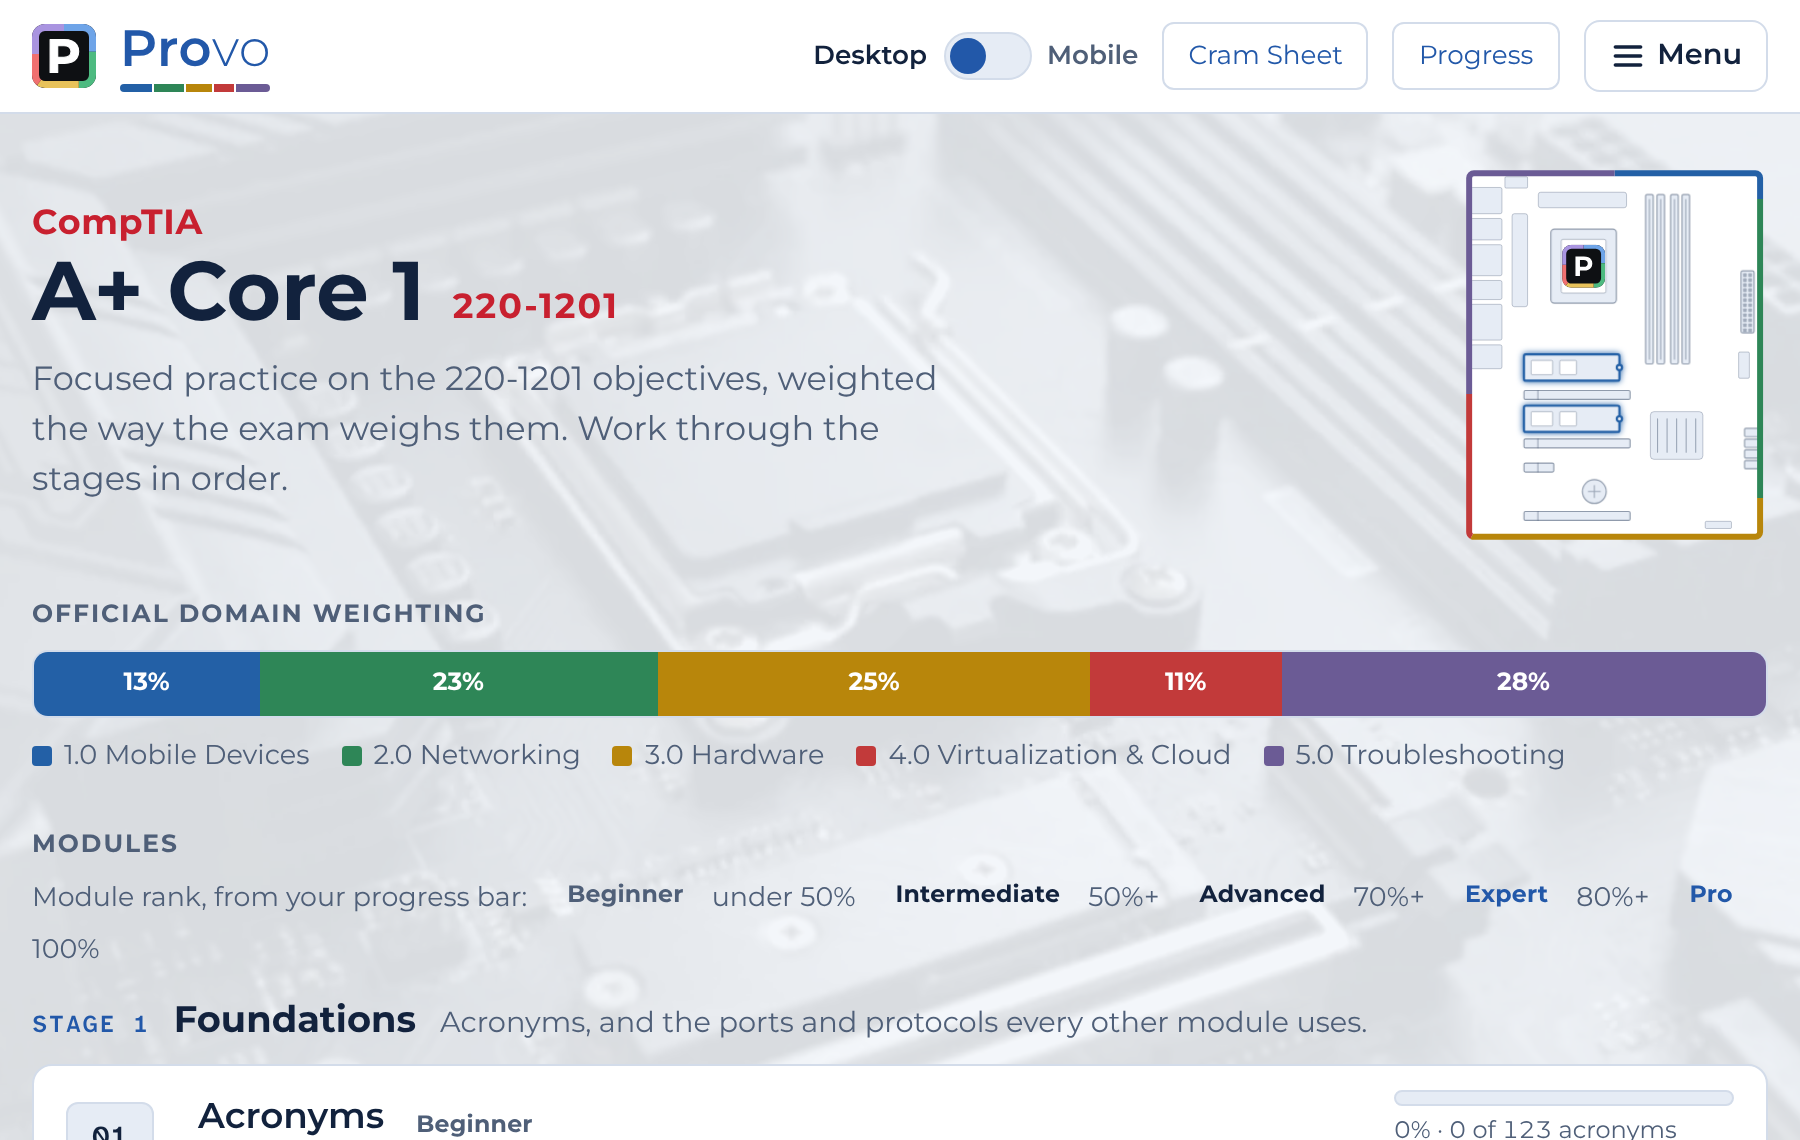 P Provo
Desktop Mobile Cram Sheet Progress Menu
CompTIA
A+ Core 1 220-1201
P
Focused practice on the 220-1201 objectives, weighted
the way the exam weighs them. Work through the
stages in order.
OFFICIAL DOMAIN WEIGHTING
13% 23% 25% 11% 28%
1.0 Mobile Devices 2.0 Networking 3.0 Hardware 4.0 Virtualization & Cloud 5.0 Troubleshooting
MODULES
Module rank, from your progress bar: Beginner under 50% Intermediate 50%+ Advanced 70%+ Expert 80%+ Pro
100%
STAGE 1 Foundations Acronyms, and the ports and protocols every other module uses.
01 Acronyms Beginner
0% · 0 of 123 acronyms